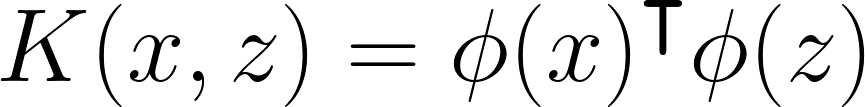 K(x, z) = ϕ(x)ᵀϕ(z)